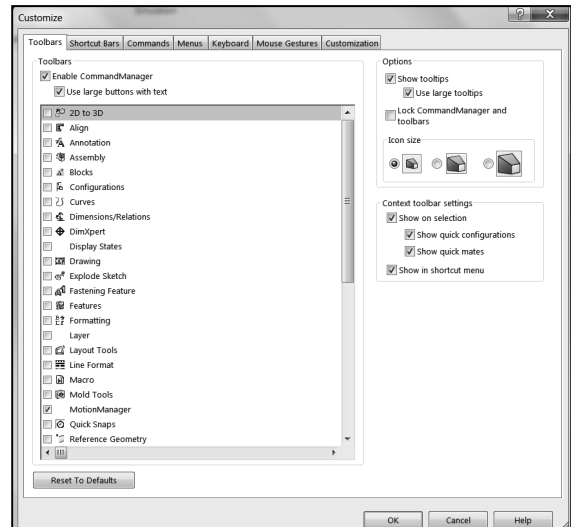 Customize
Toolbars Shortcut Bars Commands Menus Keyboard Mouse Gestures Customization
Toolbars
Enable CommandManager
Use large buttons with text
2D to 3D
Align
Annotation
Assembly
Blocks
Configurations
Curves
Dimensions/Relations
DimXpert
Display States
Drawing
Explode Sketch
Fastening Feature
Features
Formatting
Layer
Layout Tools
Line Format
Macro
Mold Tools
MotionManager
Quick Snaps
Reference Geometry
Reset To Defaults
Options
Show tooltips
Use large tooltips
Lock CommandManager and
toolbars
Icon size
Context toolbar settings
Show on selection
Show quick configurations
Show quick mates
Show in shortcut menu
OK Cancel Help